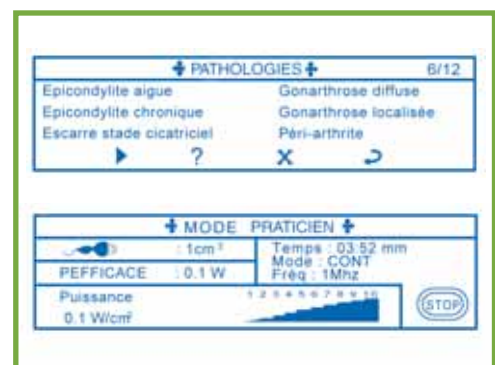 PATHOLOGIES 6/12
Epicondylite aigue Gonarthrose diffuse
Epicondylite chronique Gonarthrose localisée
Escarre stade cicatriciel Péri-arthrite
? X
MODE PRATICIEN
: 1cm² Temps : 03:52 mm
Mode : CONT
PEFFICACE : 0.1 W Fréq : 1Mhz
Puissance 1 2 3 4 5 6 7 8 9 10
0.1 W/cm² STOP